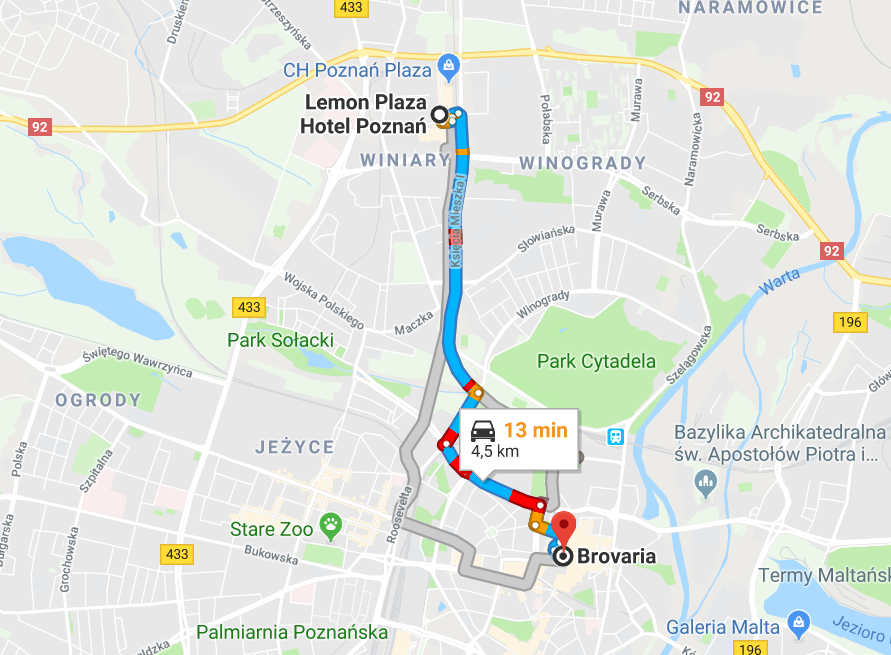 433
NARAMOWICE
CH Poznań Plaza
92
Lemon Plaza
Hotel Poznań
92
Połabska
Murawa
Naramowicka
WINIARY
WINOGRADY
Księcia Mieszka I
Murawa
Serbska
Serbska
Słowiańska
92
Warta
Wojska Polskiego
433
Winogrady
Maczka
196
Park Sołacki
Park Cytadela
Szelągowska
Świętego Wawrzyńca
OGRODY
13 min
4,5 km
Bazylika Archikatedralna
św. Apostołów Piotra i...
JEŻYCE
Polska
Szpitalna
Roosevelta
Stare Zoo
Bukowska
Grochowska
433
Brovaria
Termy Maltańsk
Palmiarnia Poznańska
Galeria Malta
Jezioro
196